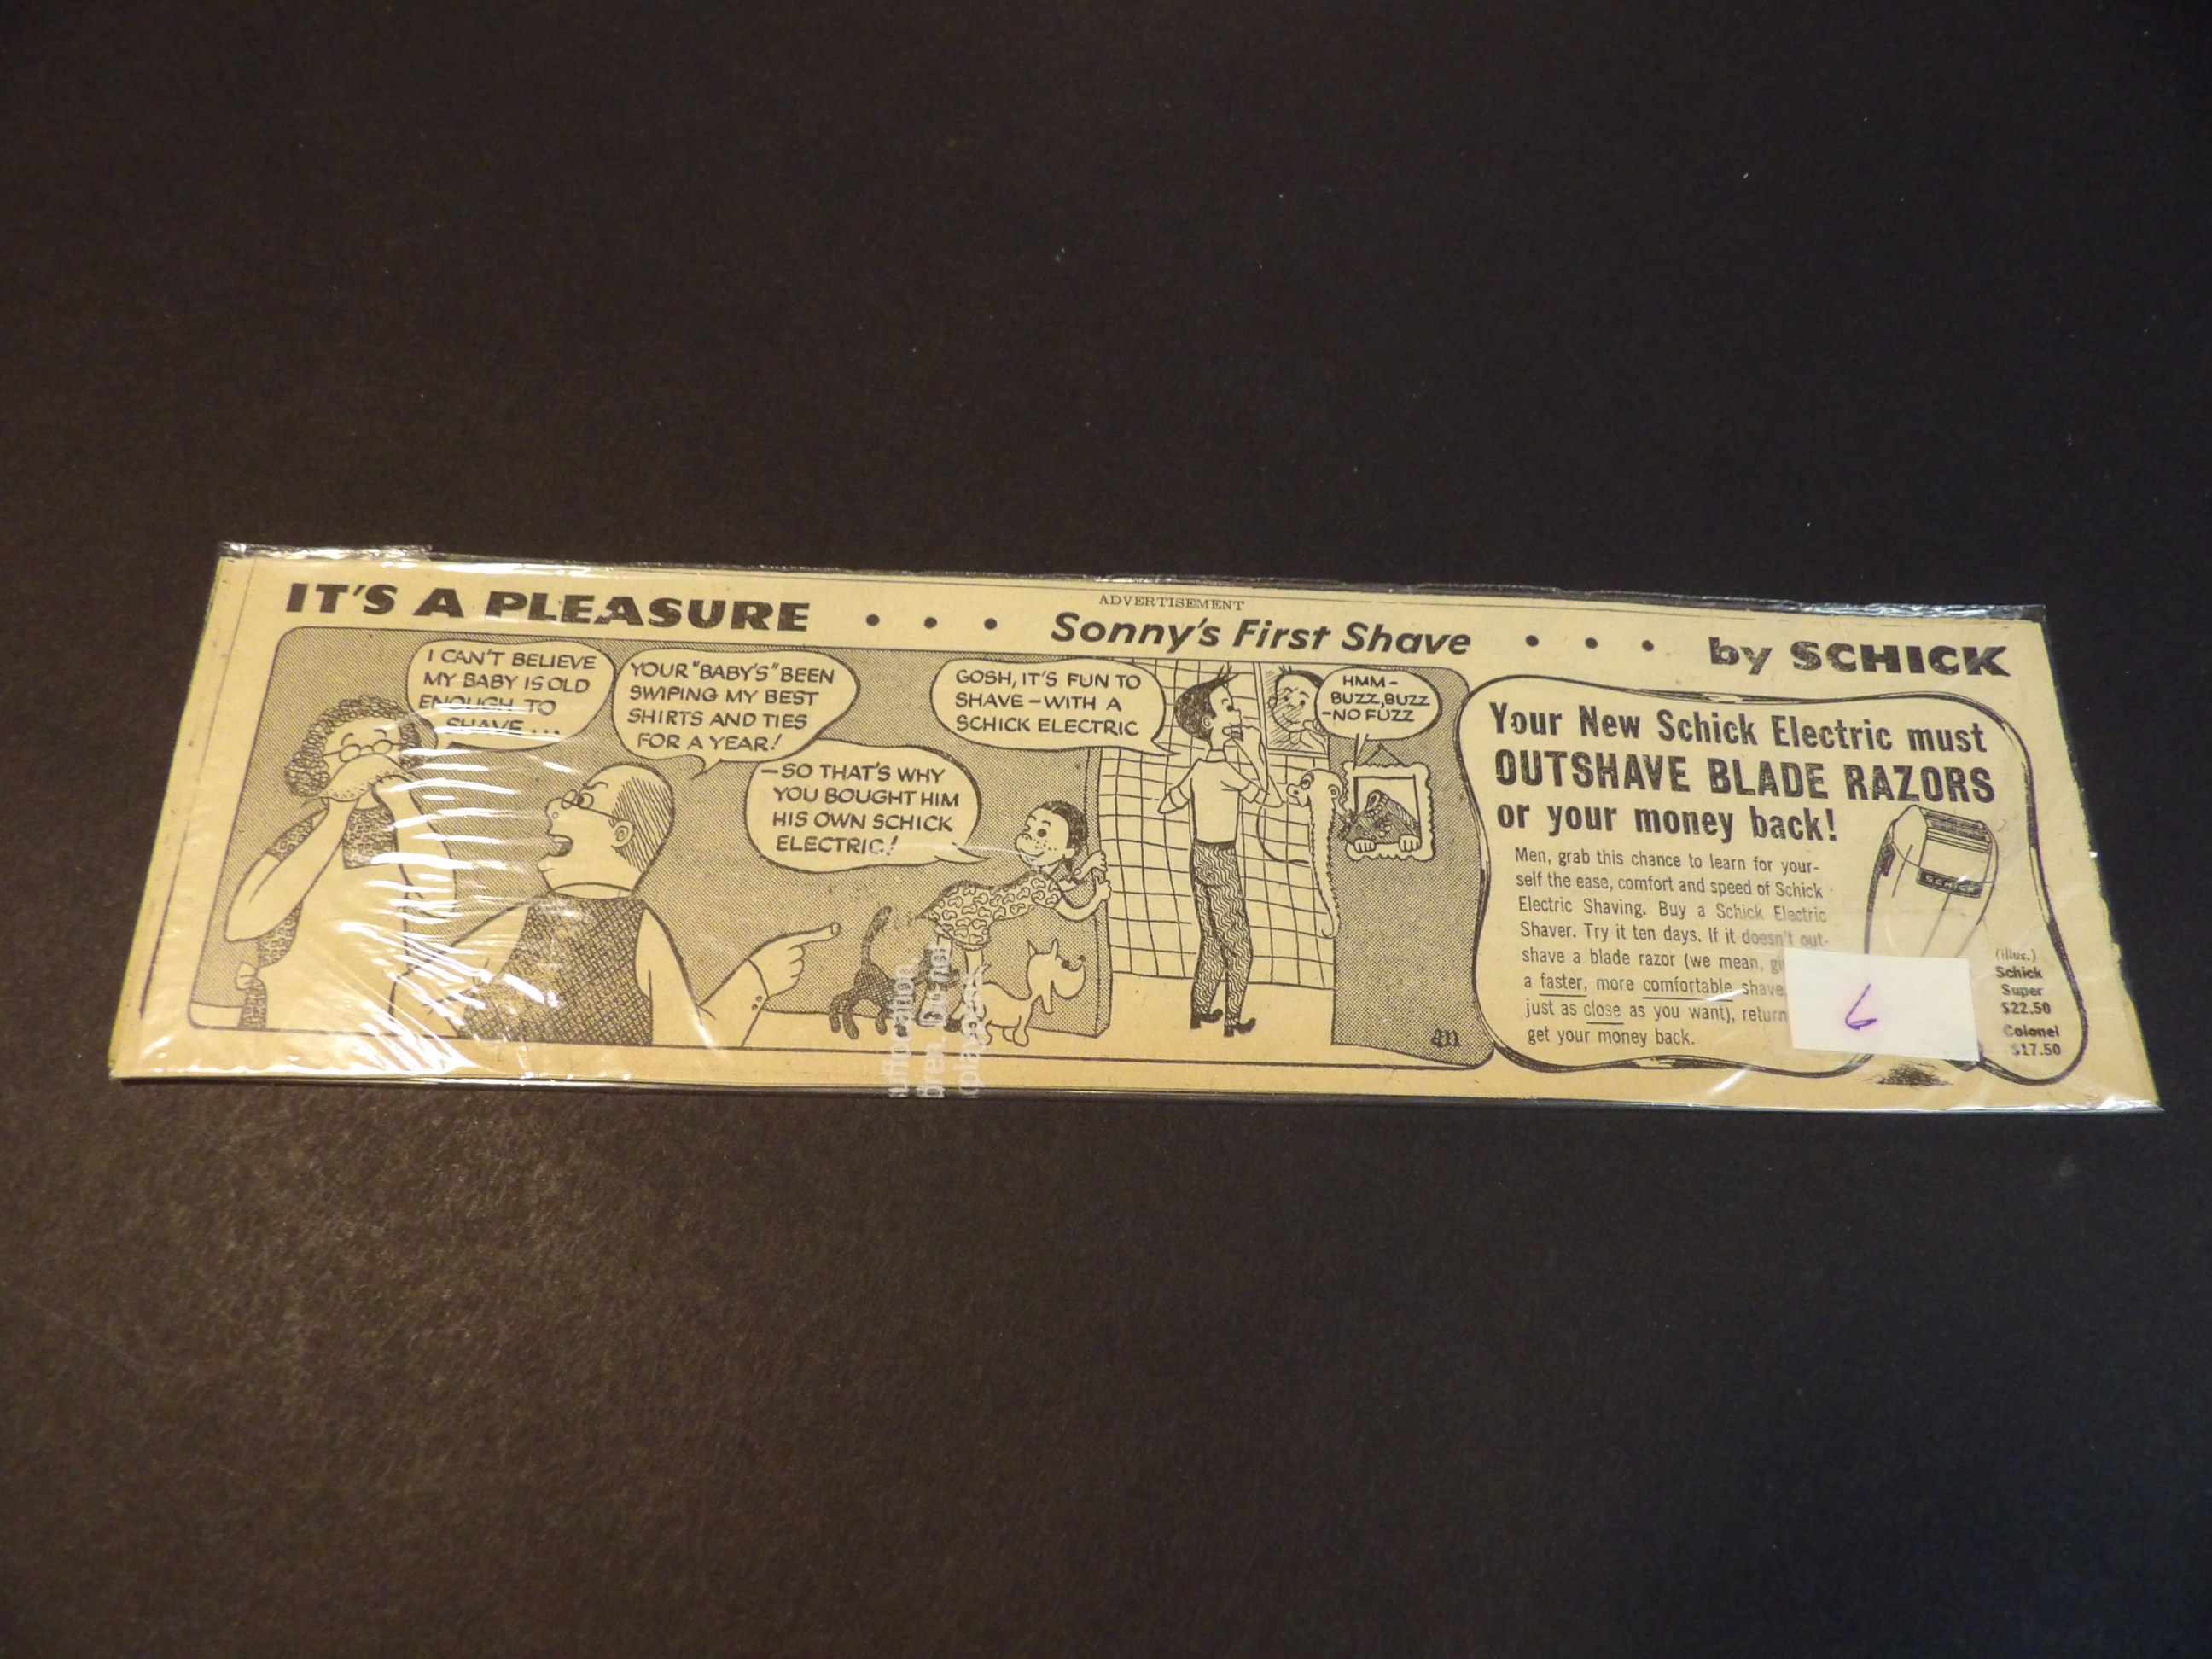 ADVERTISEMENT
IT'S A PLEASURE . . . Sonny's First Shave . . . by SCHICK
I CAN'T BELIEVE
MY BABY IS OLD
ENOUGH TO
SHAVE . . .
YOUR "BABY'S" BEEN
SWIPING MY BEST
SHIRTS AND TIES
FOR A YEAR!
—SO THAT'S WHY
YOU BOUGHT HIM
HIS OWN SCHICK
ELECTRIC!
GOSH, IT'S FUN TO
SHAVE — WITH A
SCHICK ELECTRIC
HMM—
BUZZ, BUZZ
—NO FUZZ
Your New Schick Electric must
OUTSHAVE BLADE RAZORS
or your money back!
Men, grab this chance to learn for your-
self the ease, comfort and speed of Schick
Electric Shaving. Buy a Schick Electric
Shaver. Try it ten days. If it doesn't out-
shave a blade razor (we mean,
a faster, more comfortable shave
just as close as you want), return
get your money back.
SCHICK
(illus.)
Schick
Super
$22.50
Colonel
$17.50
6